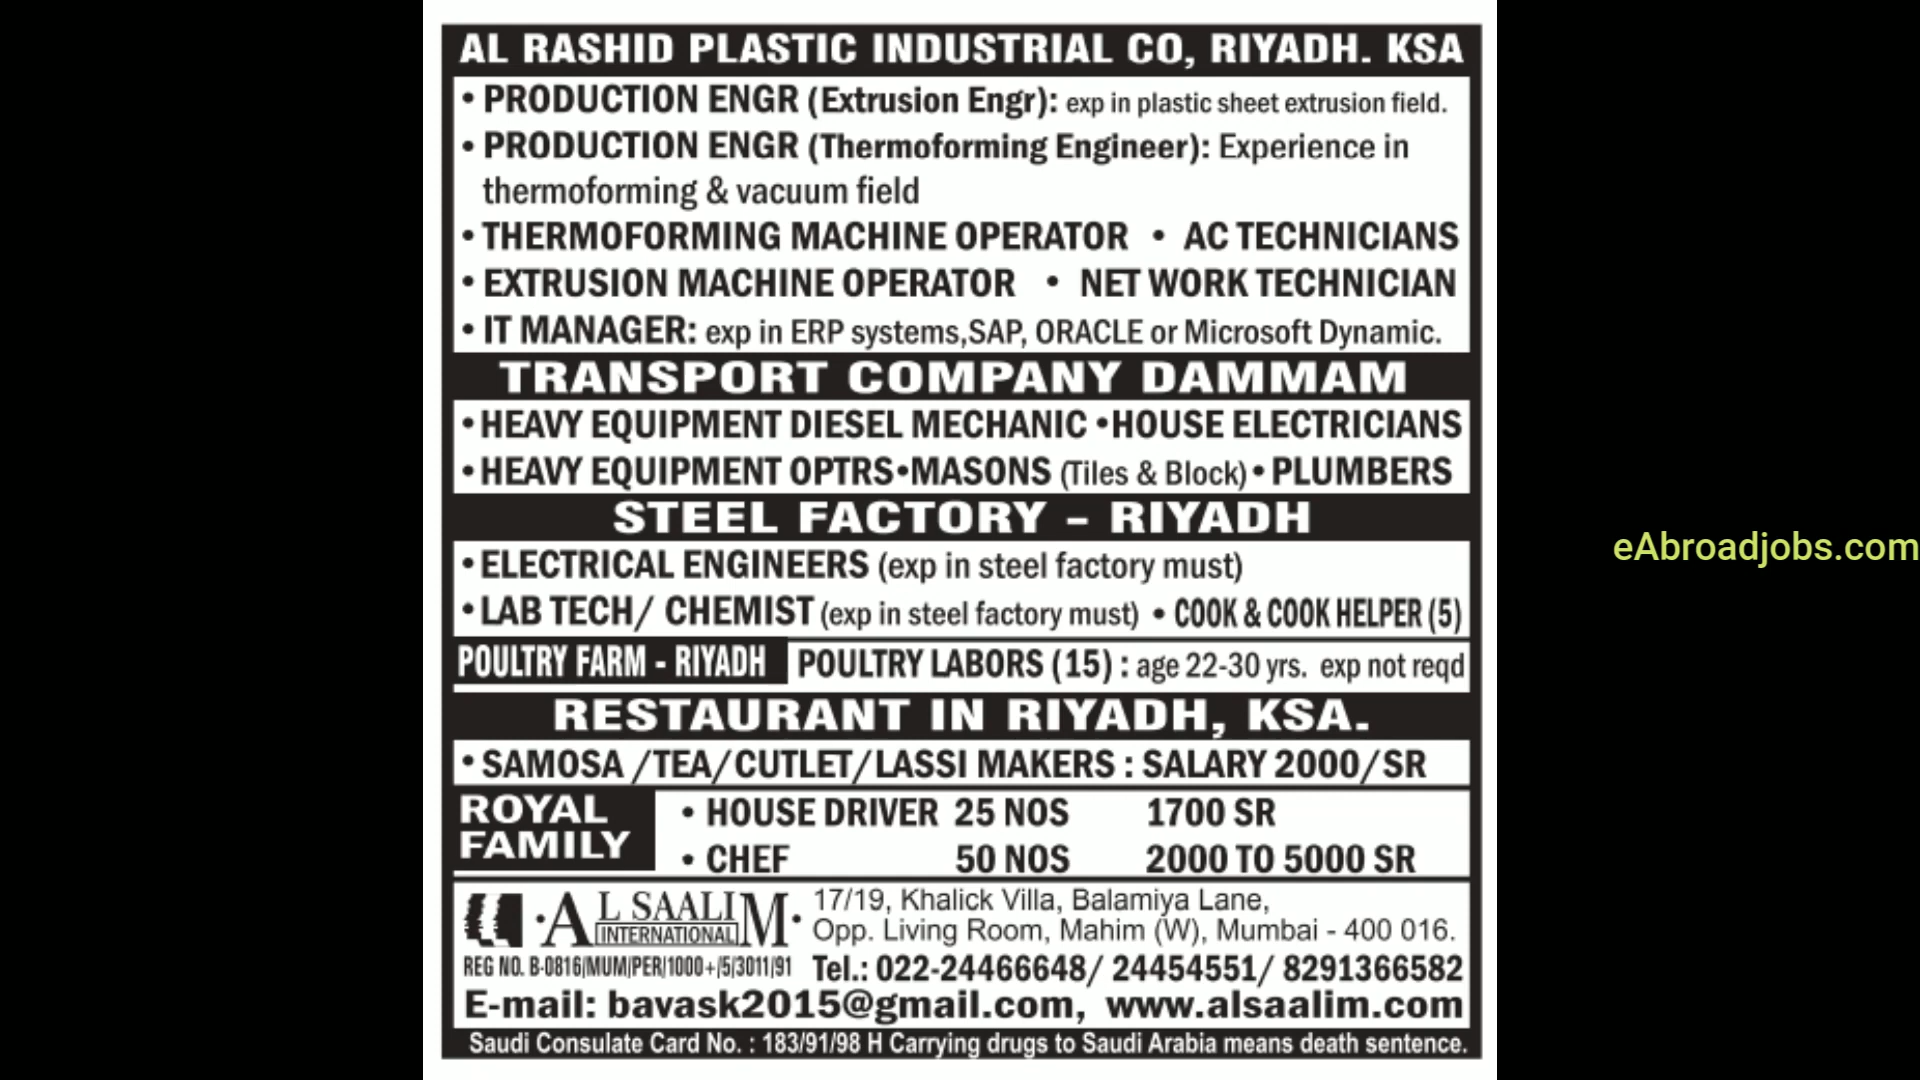 AL RASHID PLASTIC INDUSTRIAL CO, RIYADH. KSA
• PRODUCTION ENGR (Extrusion Engr): exp in plastic sheet extrusion field.
• PRODUCTION ENGR (Thermoforming Engineer): Experience in
thermoforming & vacuum field
• THERMOFORMING MACHINE OPERATOR • AC TECHNICIANS
• EXTRUSION MACHINE OPERATOR • NET WORK TECHNICIAN
• IT MANAGER: exp in ERP systems,SAP, ORACLE or Microsoft Dynamic.
TRANSPORT COMPANY DAMMAM
• HEAVY EQUIPMENT DIESEL MECHANIC • HOUSE ELECTRICIANS
• HEAVY EQUIPMENT OPTRS • MASONS (Tiles & Block) • PLUMBERS
STEEL FACTORY - RIYADH
• ELECTRICAL ENGINEERS (exp in steel factory must)
• LAB TECH/ CHEMIST (exp in steel factory must) • COOK & COOK HELPER (5)
POULTRY FARM - RIYADH POULTRY LABORS (15) : age 22-30 yrs. exp not reqd
RESTAURANT IN RIYADH, KSA.
• SAMOSA /TEA/CUTLET/LASSI MAKERS : SALARY 2000/SR
ROYAL FAMILY
• HOUSE DRIVER 25 NOS 1700 SR
• CHEF 50 NOS 2000 TO 5000 SR
• AL SAALIM •
INTERNATIONAL
REG NO. B-0816/MUM/PER/1000+/5/3011/91
17/19, Khalick Villa, Balamiya Lane,
Opp. Living Room, Mahim (W), Mumbai - 400 016.
Tel.: 022-24466648/ 24454551/ 8291366582
E-mail: bavask2015@gmail.com, www.alsaalim.com
Saudi Consulate Card No. : 183/91/98 H Carrying drugs to Saudi Arabia means death sentence.
eAbroadjobs.com